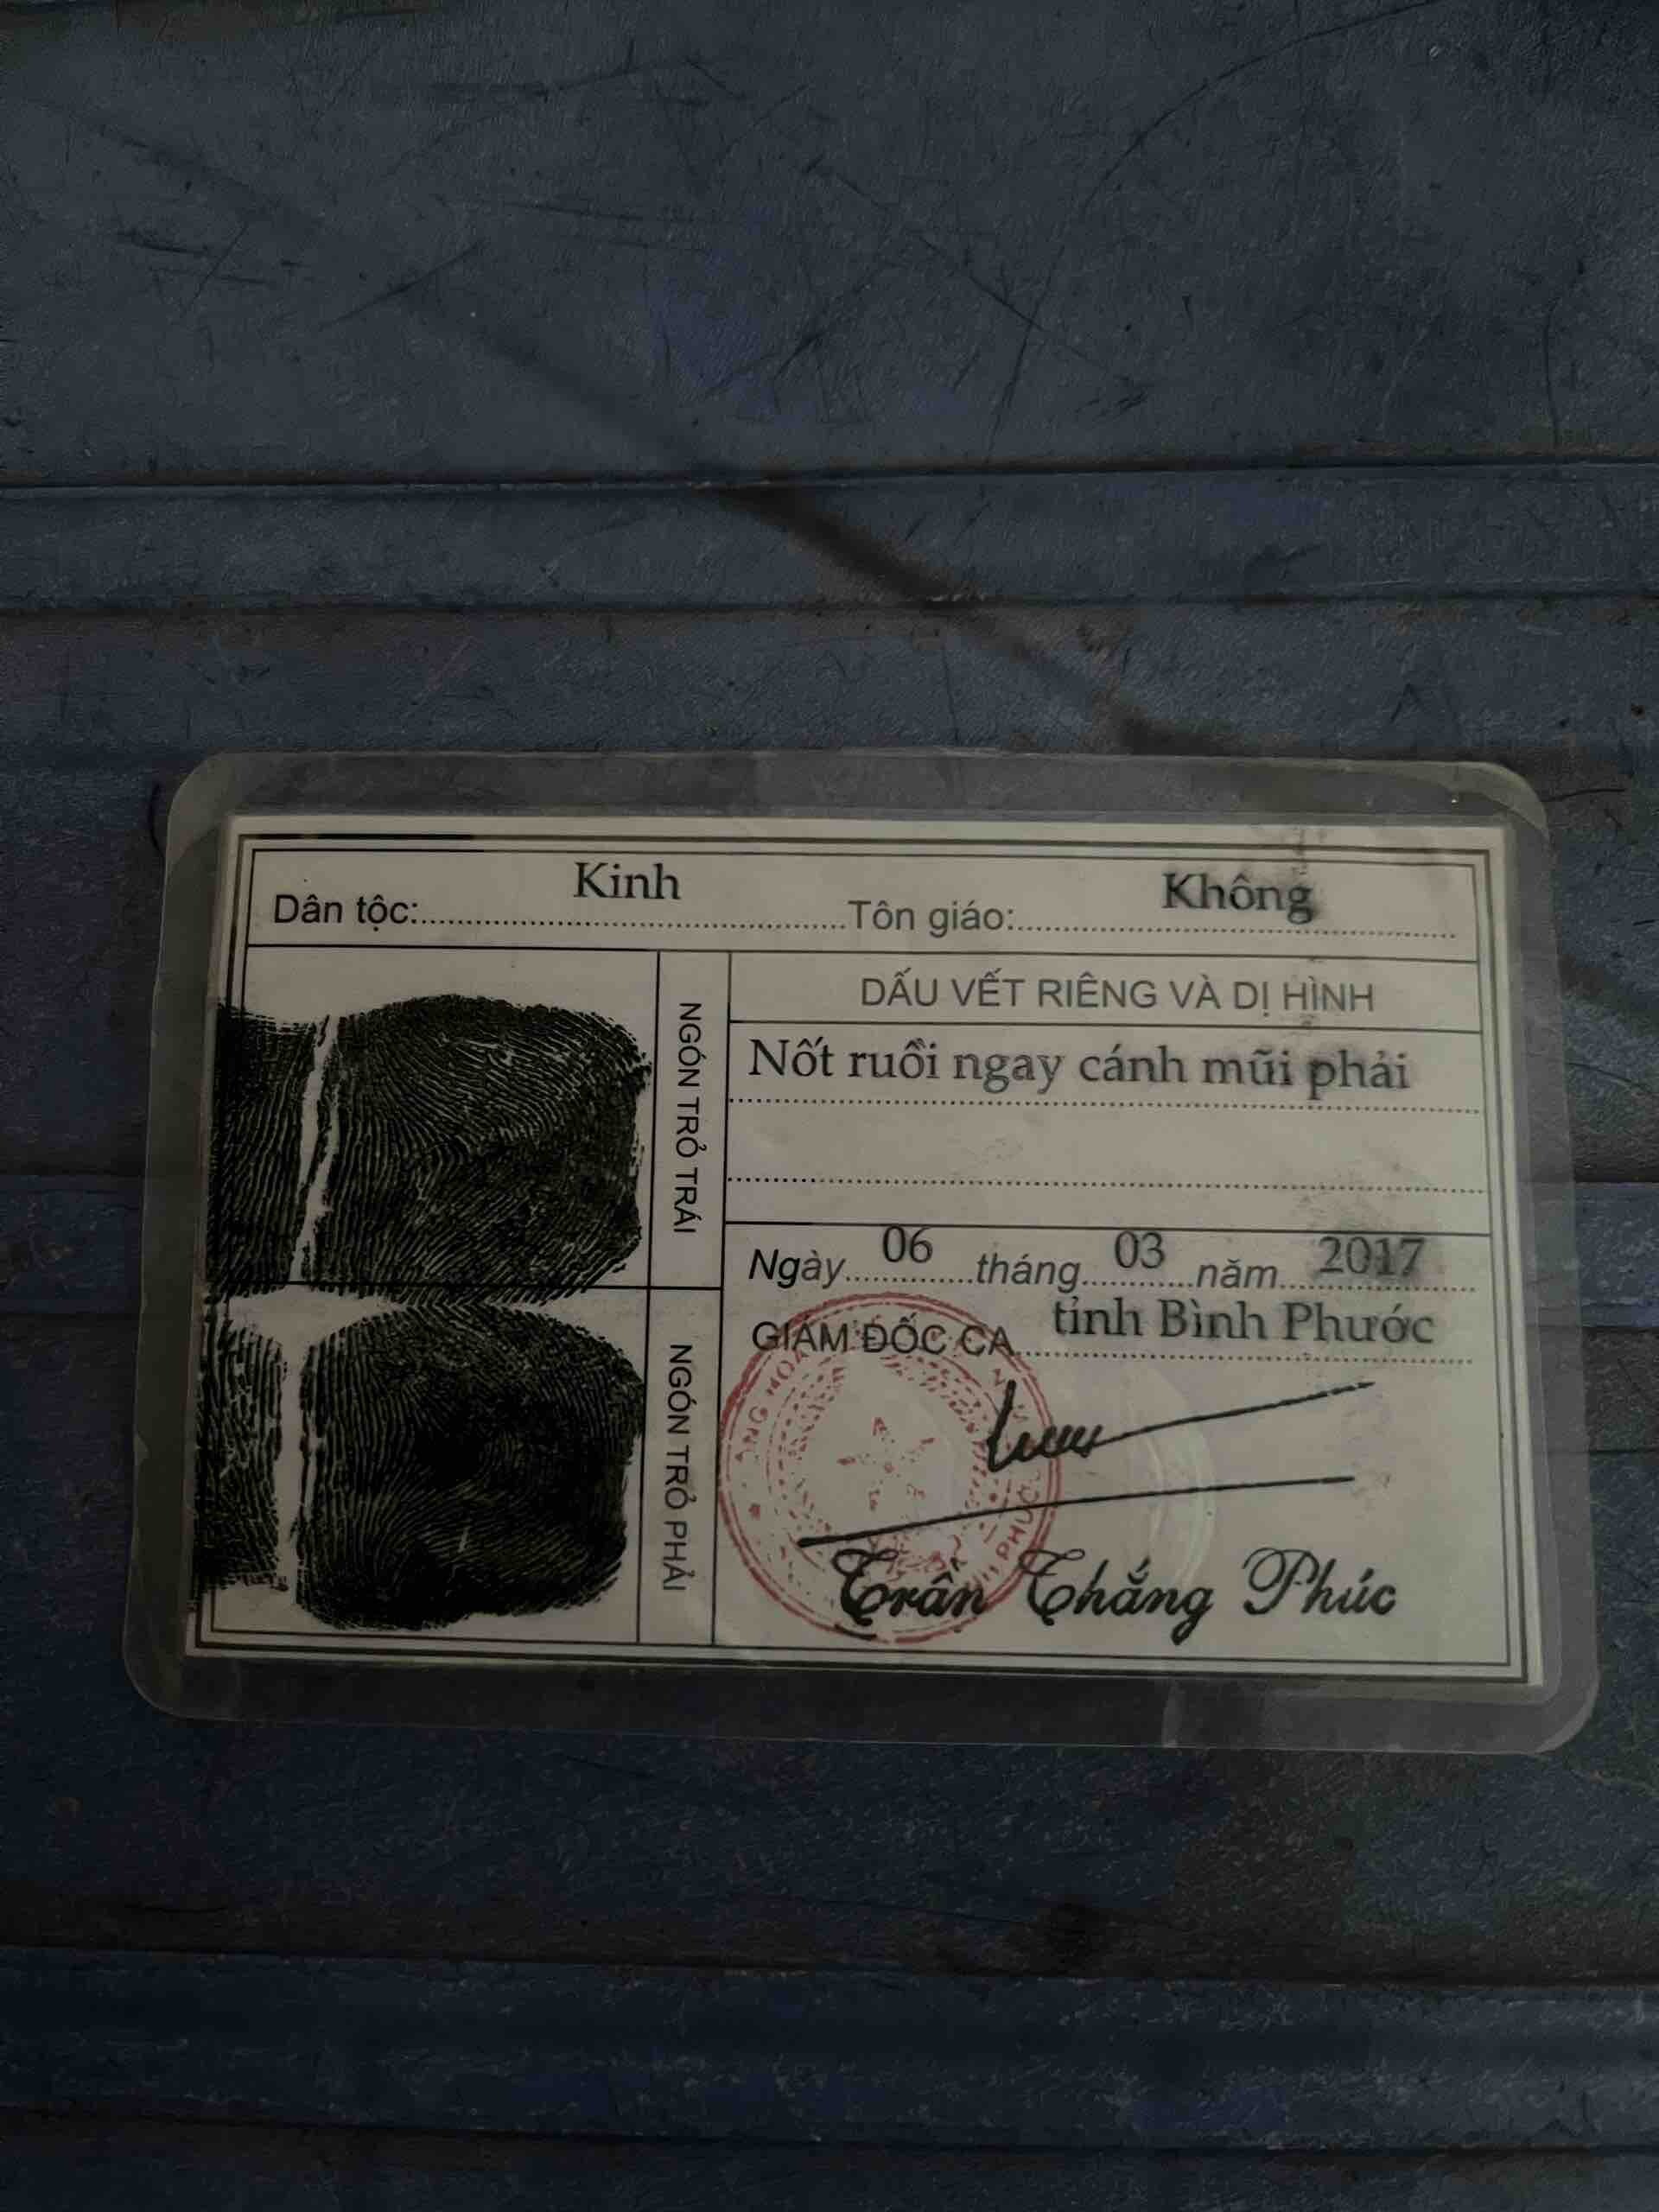 Dân tộc: Kinh Tôn giáo: Không
NGÓN TRỎ TRÁI
NGÓN TRỎ PHẢI
DẤU VẾT RIÊNG VÀ DỊ HÌNH
Nốt ruồi ngay cánh mũi phải
Ngày 06 tháng 03 năm 2017
GIÁM ĐỐC CA tỉnh Bình Phước
Trần Thắng Phúc